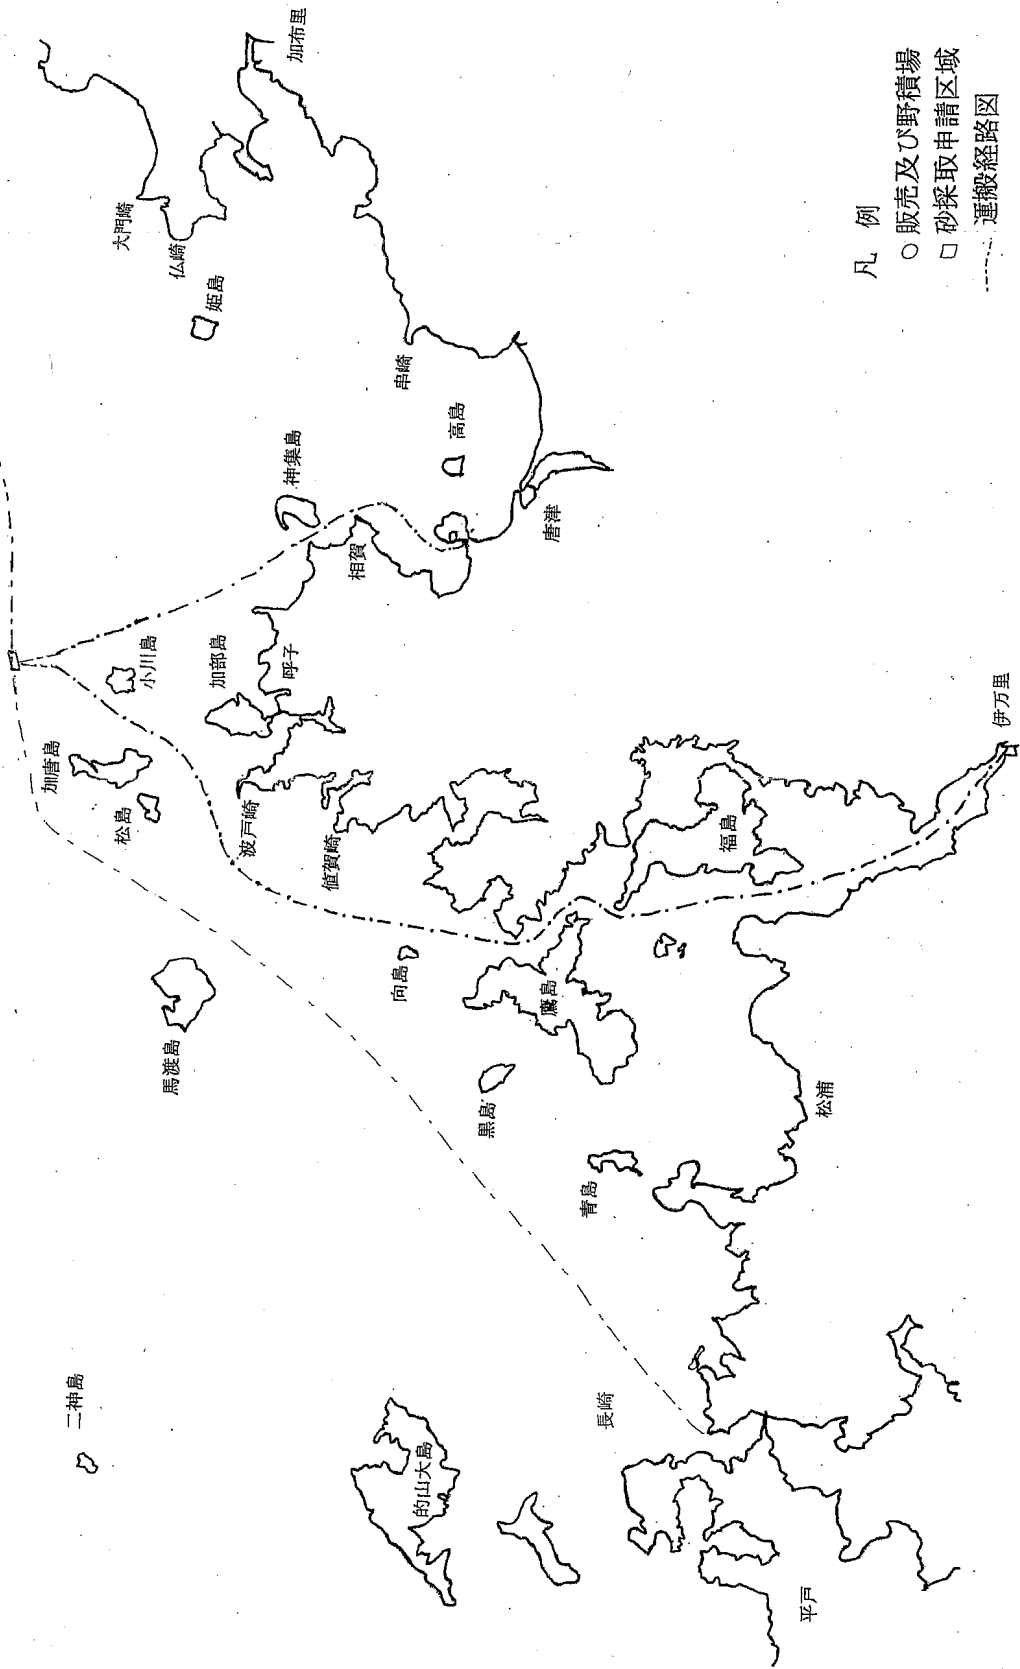 二神島
馬渡島
加唐島
松島
小川島
加部島
呼子
波戸崎
値賀崎
向島
神集島
相賀
姫島
仏崎
大門崎
加布里
串崎
高島
唐津
的山大島
黒島
鷹島
青島
福島
長崎
平戸
松浦
伊万里
凡 例
○ 販売及び野積場
□ 砂採取申請区域
運搬経路図